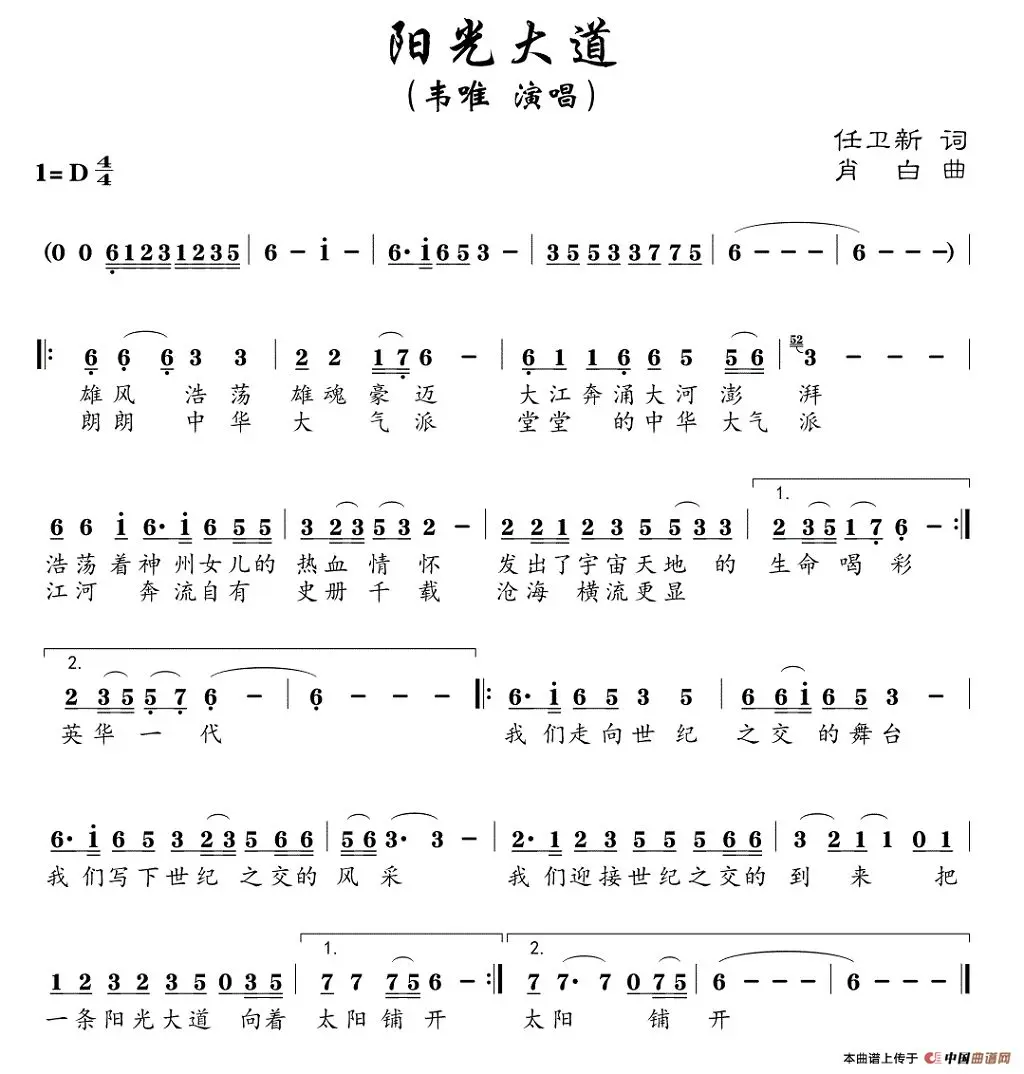 阳光大道
（韦唯 演唱）
任卫新 词
1=D 4/4
肖 白 曲
(0 0 6123 1235 | 6 - i - | 6· i 6 5 3 - | 3 5 5 3 3 7 7 5 | 6 - - - | 6 - - -) |
6 6 6 3 3 | 2 2 1 7 6 - | 6 1 1 6 6 5 5 6 | 52 3 - - - |
雄风 浩荡 雄魂豪迈 大江奔涌大河澎 湃
朗朗 中华 大 气派 堂堂 的中华大气 派
6 6 i 6· i 6 5 5 | 3 2 3 5 3 2 - | 2 2 1 2 3 5 5 3 3 | 1. 2 3 5 1 7 6 - :|
浩荡着神州女儿的 热血情怀 发出了宇宙天地的 生命喝彩
江河 奔流自有 史册千载 沧海 横流更显
2. 2 3 5 5 7 6 - | 6 - - - |: 6· i 6 5 3 5 | 6 6 i 6 5 3 - |
英华一代 我们走向世纪 之交的舞台
6· i 6 5 3 2 3 5 6 6 | 5 6 3· 3 - | 2· 1 2 3 5 5 5 6 6 | 3 2 1 1 0 1 |
我们写下世纪 之交的 风采 我们迎接世纪之交的 到 来 把
1 2 3 2 3 5 0 3 5 | 1. 7 7 7 5 6 - :| 2. 7 7· 7 0 7 5 | 6 - - - | 6 - - - |
一条阳光大道 向着 太阳铺开 太阳 铺开
本曲谱上传于 中国曲谱网